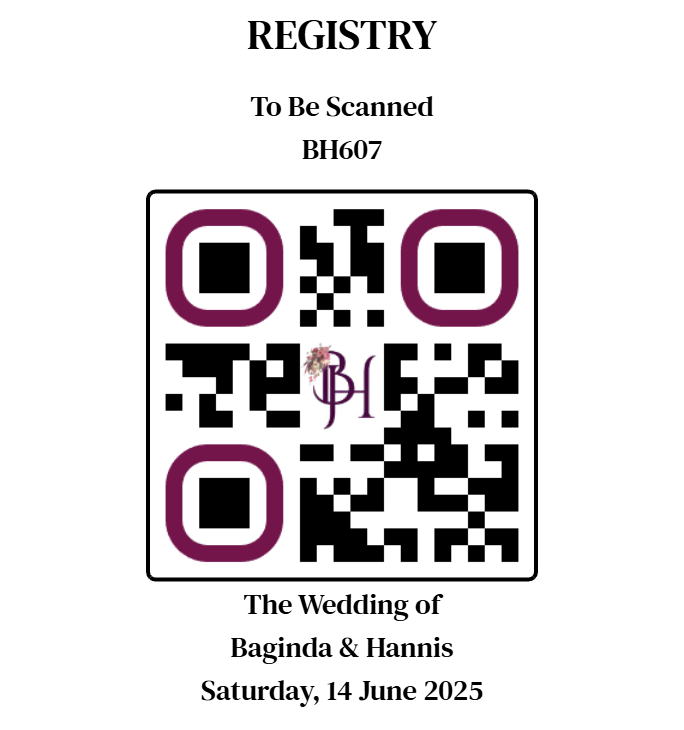 REGISTRY
To Be Scanned
BH607
BH
The Wedding of
Baginda & Hannis
Saturday, 14 June 2025